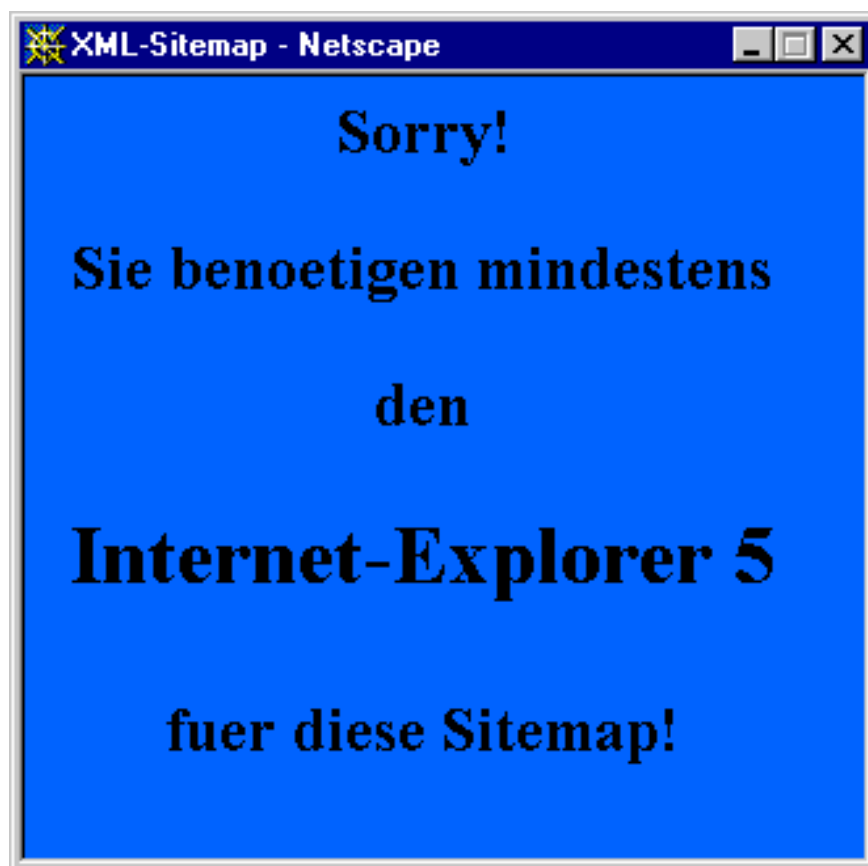 XML-Sitemap - Netscape
Sorry!
Sie benoetigen mindestens
den
Internet-Explorer 5
fuer diese Sitemap!